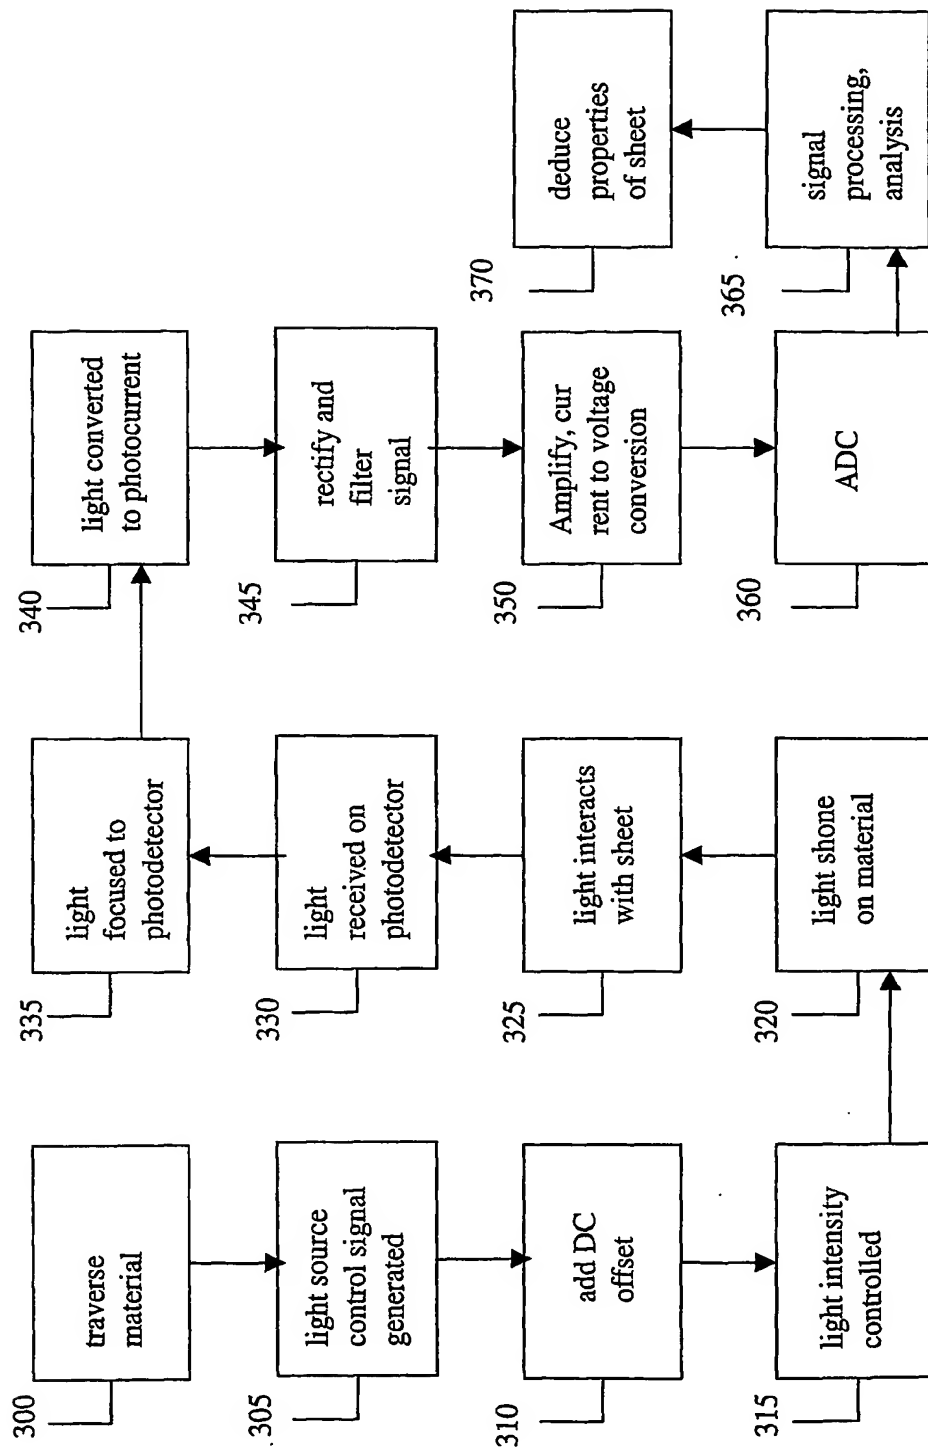 300
traverse
material
305
light source
control signal
generated
310
add DC
offset
315
light intensity
controlled
320
light shone
on material
325
light interacts
with sheet
330
light
received on
photodetector
335
light
focused to
photodetector
340
light converted
to photocurrent
345
rectify and
filter
signal
350
Amplify, cur
rent to voltage
conversion
360
ADC
365
signal
processing,
analysis
370
deduce
properties
of sheet